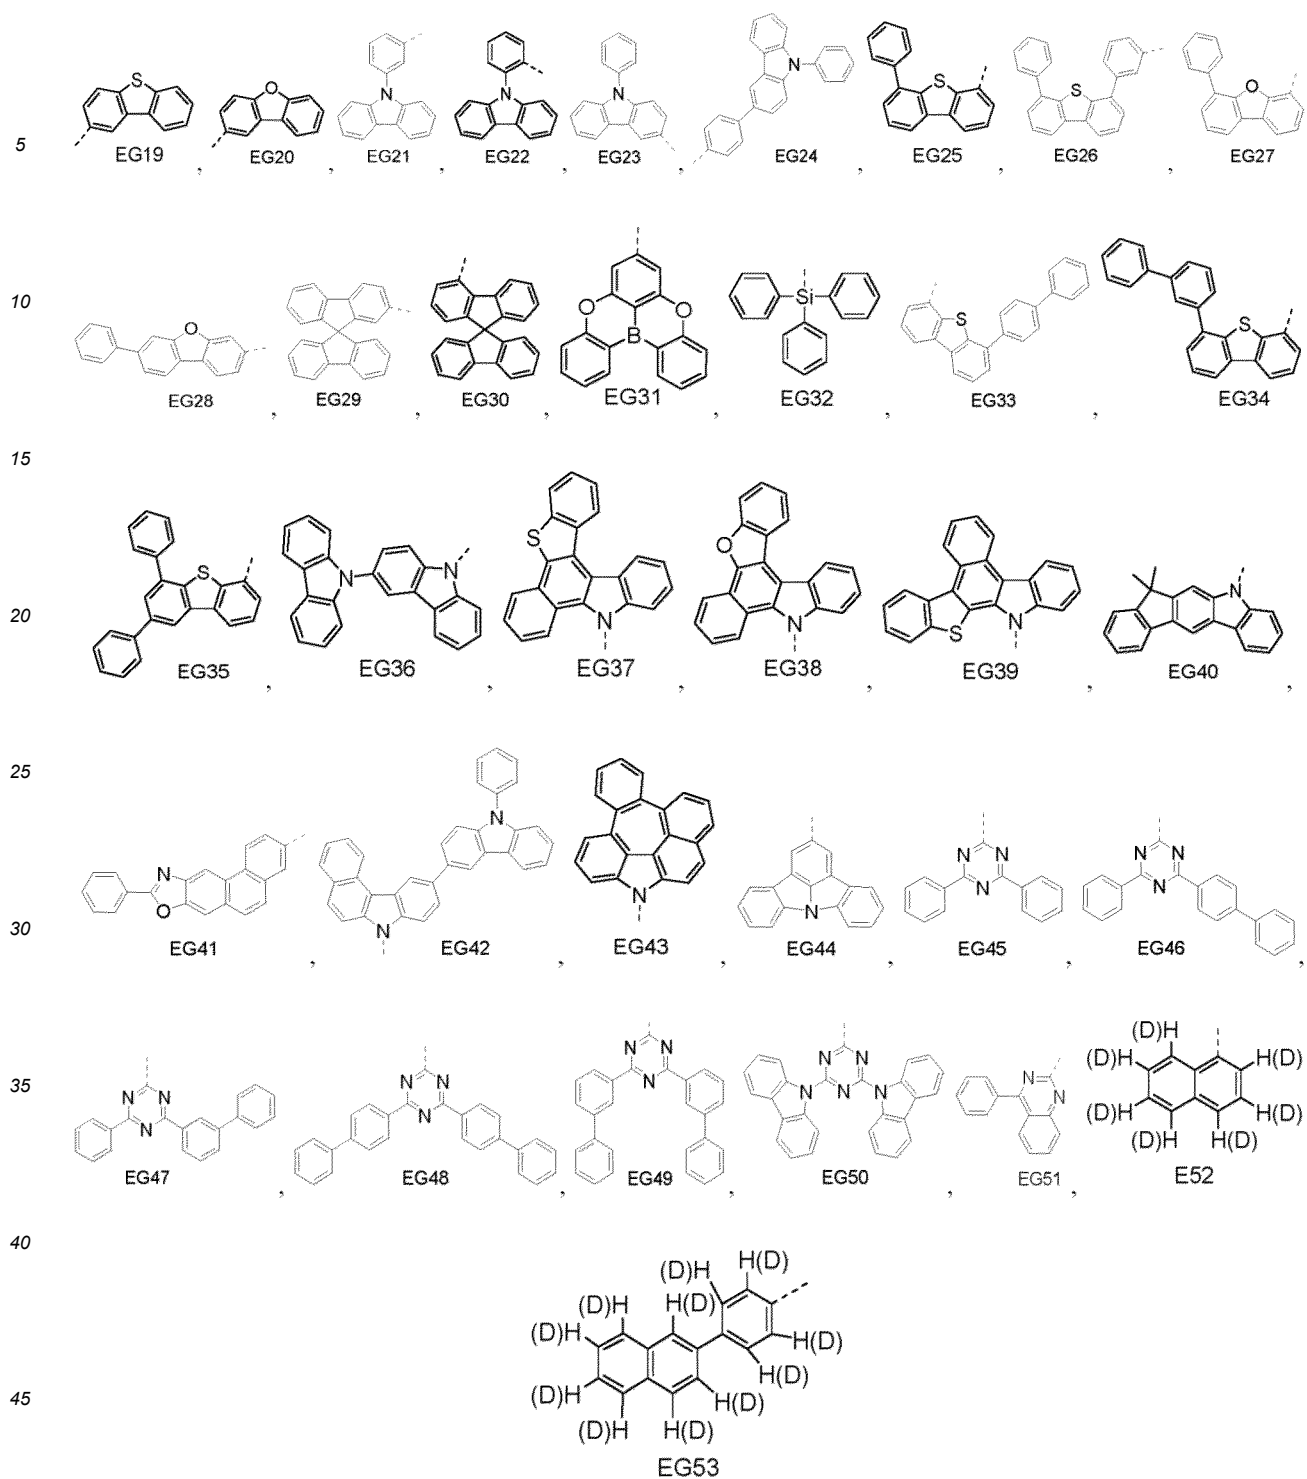 S O N N N S S O
5 EG19 , EG20 , EG21 , EG22 , EG23 , EG24 , EG25 , EG26 , EG27
10 O O B O Si S S
EG28 , EG29 , EG30 , EG31 , EG32 , EG33 , EG34
15
S N N S N O N S N N
20 EG35 , EG36 , EG37 , EG38 , EG39 , EG40 ,
25
N O N N N N N N N N N N
30 EG41 , EG42 , EG43 , EG44 , EG45 , EG46 ,
35
N N N N N N N N N N N N N N N N
(D)H (D)H H(D) (D)H H(D) (D)H H(D)
EG47 , EG48 , EG49 , EG50 , EG51 , E52
40
(D)H H(D)
(D)H H(D)
(D)H H(D)
H(D)
45 (D)H H(D)
(D)H H(D)
EG53